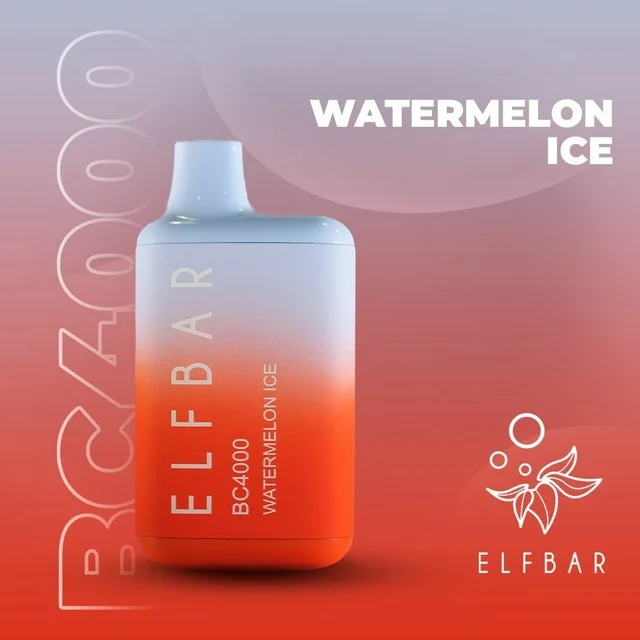 BC4000
WATERMELON
ICE
ELFBAR
BC4000
WATERMELON ICE
ELFBAR